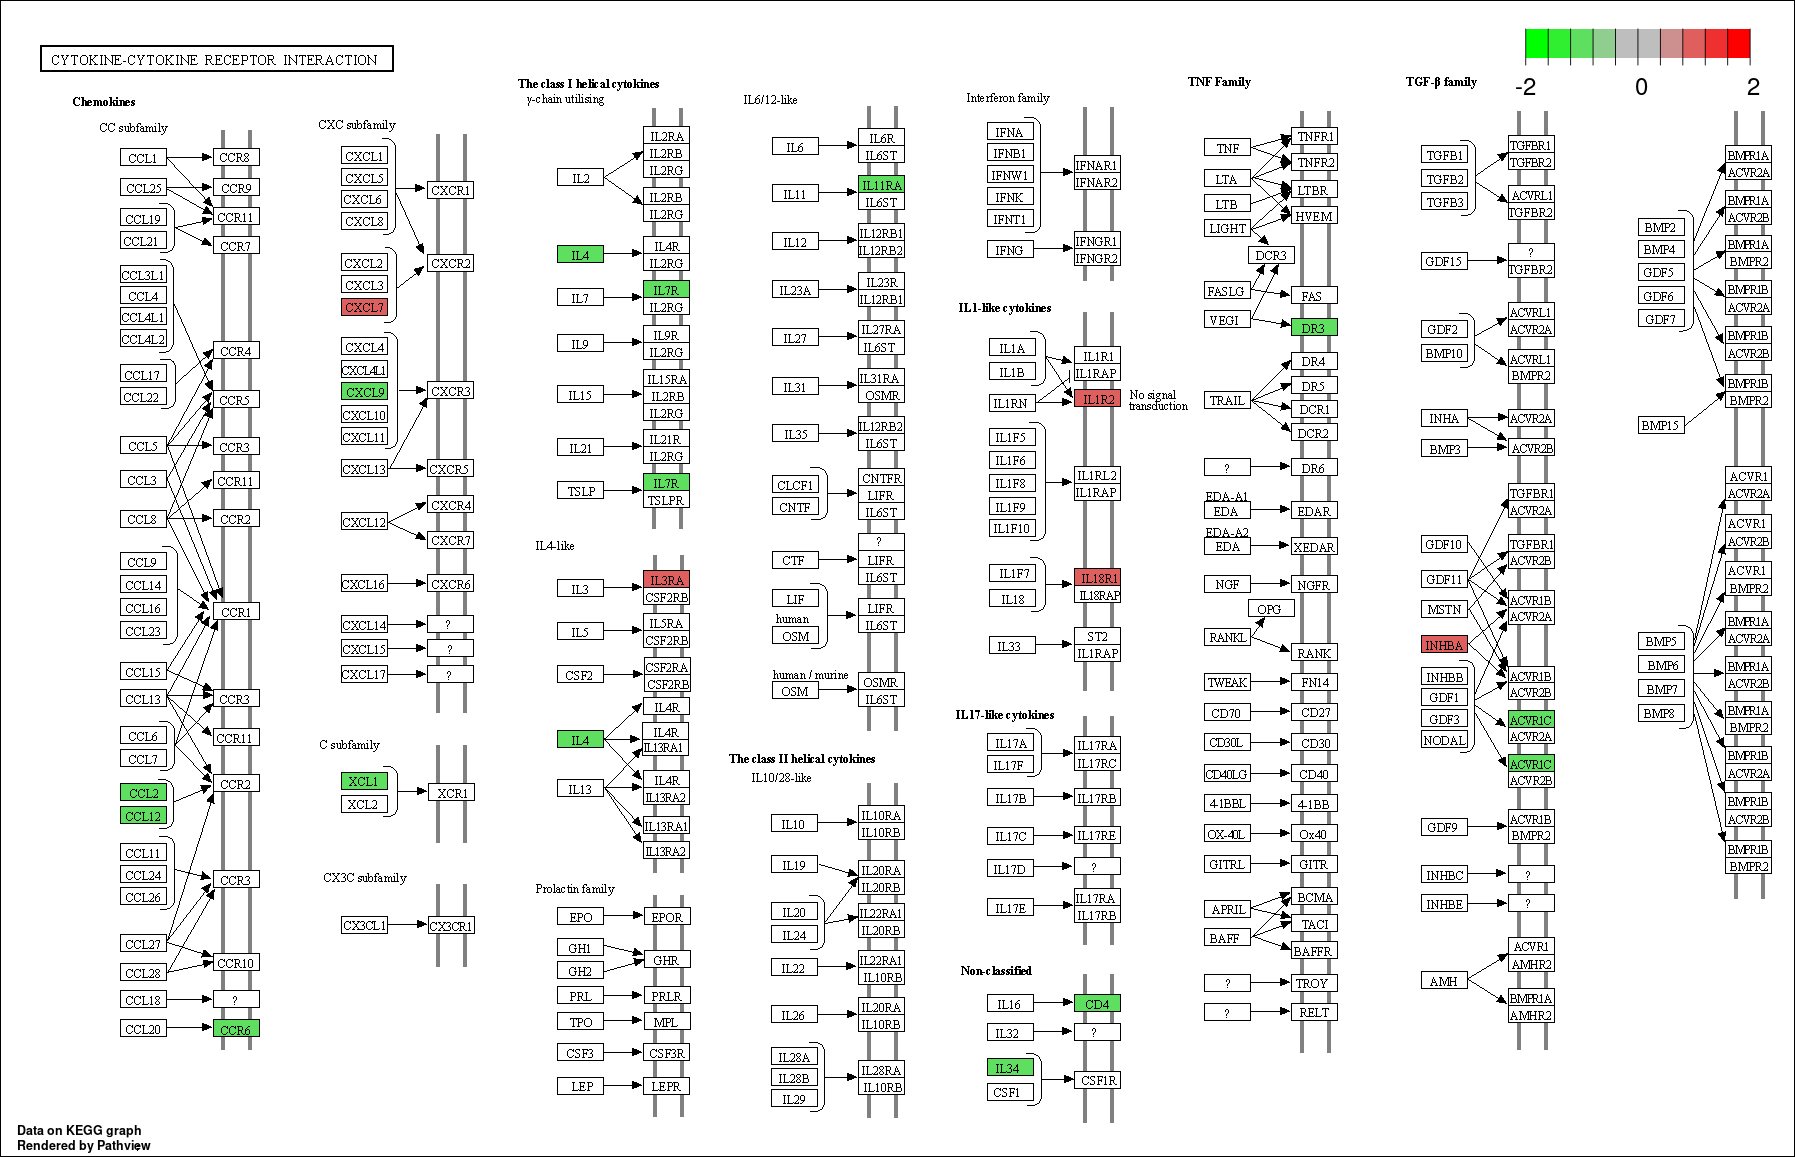 CYTOKINE-CYTOKINE RECEPTOR INTERACTION
-2
0
2
Chemokines
CC subfamily
CCL1
CCR8
CCL25
CCR9
CCL19
CCR11
CCL21
CCR7
CCL3L1
CCL4
CCL4L1
CCL4L2
CCR4
CCL17
CCL22
CCR5
CCL5
CCR3
CCL3
CCR11
CCL8
CCR2
CCL9
CCL14
CCL16
CCL23
CCR1
CCL15
CCL13
CCR3
CCL6
CCR11
CCL7
CCR2
CCL2
CCL12
CCL11
CCL24
CCR3
CCL26
CCL27
CCR10
CCL28
CCL18
?
CCL20
CCR6
CXC subfamily
CXCL1
CXCL5
CXCL6
CXCL8
CXCR1
CXCL2
CXCR2
CXCL3
CXCL7
CXCL4
CXCL4L1
CXCL9
CXCR3
CXCL10
CXCL11
CXCL13
CXCR5
CXCR4
CXCL12
CXCR7
CXCL16
CXCR6
CXCL14
?
CXCL15
?
CXCL17
?
C subfamily
XCL1
XCL2
XCR1
CX3C subfamily
CX3CL1
CX3CR1
The class I helical cytokines
γ-chain utilising
IL2RA
IL2RB
IL2RG
IL2
IL2RB
IL2RG
IL4
IL4R
IL2RG
IL7
IL7R
IL2RG
IL9
IL9R
IL2RG
IL15
IL15RA
IL2RB
IL2RG
IL21
IL21R
IL2RG
TSLP
IL7R
TSLPR
IL4-like
IL3
IL3RA
CSF2RB
IL5
IL5RA
CSF2RB
CSF2
CSF2RA
CSF2RB
IL4R
IL4
IL4R
IL13RA1
IL13
IL4R
IL13RA2
IL13RA1
IL13RA2
Prolactin family
EPO
EPOR
GH1
GH2
GHR
PRL
PRLR
TPO
MPL
CSF3
CSF3R
LEP
LEPR
IL6/12-like
IL6
IL6R
IL6ST
IL11
IL11RA
IL6ST
IL12
IL12RB1
IL12RB2
IL23A
IL23R
IL12RB1
IL27
IL27RA
IL6ST
IL31
IL31RA
OSMR
IL35
IL12RB2
IL6ST
CLCF1
CNTF
CNTFR
LIFR
IL6ST
CTF
?
LIFR
IL6ST
LIF
human
OSM
LIFR
IL6ST
human / murine
OSM
OSMR
IL6ST
The class II helical cytokines
IL10/28-like
IL10
IL10RA
IL10RB
IL19
IL20RA
IL20RB
IL20
IL24
IL22RA1
IL20RB
IL22
IL22RA1
IL10RB
IL26
IL20RA
IL10RB
IL28A
IL28B
IL29
IL28RA
IL10RB
Interferon family
IFNA
IFNB1
IFNW1
IFNK
IFNT1
IFNAR1
IFNAR2
IFNG
IFNGR1
IFNGR2
IL1-like cytokines
IL1A
IL1B
IL1R1
IL1RAP
IL1RN
IL1R2
No signal
transduction
IL1F5
IL1F6
IL1F8
IL1F9
IL1F10
IL1RL2
IL1RAP
IL1F7
IL18
IL18R1
IL18RAP
IL33
ST2
IL1RAP
IL17-like cytokines
IL17A
IL17F
IL17RA
IL17RC
IL17B
IL17RB
IL17C
IL17RE
IL17D
?
IL17E
IL17RA
IL17RB
Non-classified
IL16
CD4
IL32
?
IL34
CSF1
CSF1R
TNF Family
TNF
TNFR1
TNFR2
LTA
LTBR
LTB
HVEM
LIGHT
DCR3
FASLG
FAS
VEGI
DR3
DR4
DR5
TRAIL
DCR1
DCR2
?
DR6
EDA-A1
EDA
EDAR
EDA-A2
EDA
XEDAR
NGF
NGFR
OPG
RANKL
RANK
TWEAK
FN14
CD70
CD27
CD30L
CD30
CD40LG
CD40
4-1BBL
4-1BB
OX-40L
Ox40
GITRL
GITR
APRIL
BCMA
TACI
BAFF
BAFFR
?
TROY
?
RELT
TGF-β family
TGFB1
TGFB2
TGFB3
TGFBR1
TGFBR2
ACVRL1
TGFBR2
GDF15
?
TGFBR2
GDF2
BMP10
ACVRL1
ACVR2A
ACVRL1
BMPR2
INHA
ACVR2A
BMP3
ACVR2B
TGFBR1
ACVR2A
GDF10
TGFBR1
ACVR2B
GDF11
MSTN
ACVR1B
ACVR2A
INHBA
INHBB
GDF1
GDF3
NODAL
ACVR1B
ACVR2B
ACVR1C
ACVR2A
ACVR1C
ACVR2B
GDF9
ACVR1B
BMPR2
INHBC
?
INHBE
?
AMH
ACVR1
AMHR2
BMPR1A
AMHR2
BMP2
BMP4
GDF5
GDF6
GDF7
BMP15
BMPR1A
ACVR2A
BMPR1A
ACVR2B
BMPR1A
BMPR2
BMPR1B
ACVR2A
BMPR1B
ACVR2B
BMPR1B
BMPR2
BMP5
BMP6
BMP7
BMP8
ACVR1
ACVR2A
ACVR1
ACVR2B
ACVR1
BMPR2
BMPR1A
ACVR2A
BMPR1A
ACVR2B
BMPR1A
BMPR2
BMPR1B
ACVR2A
BMPR1B
ACVR2B
BMPR1B
BMPR2
Data on KEGG graph
Rendered by Pathview